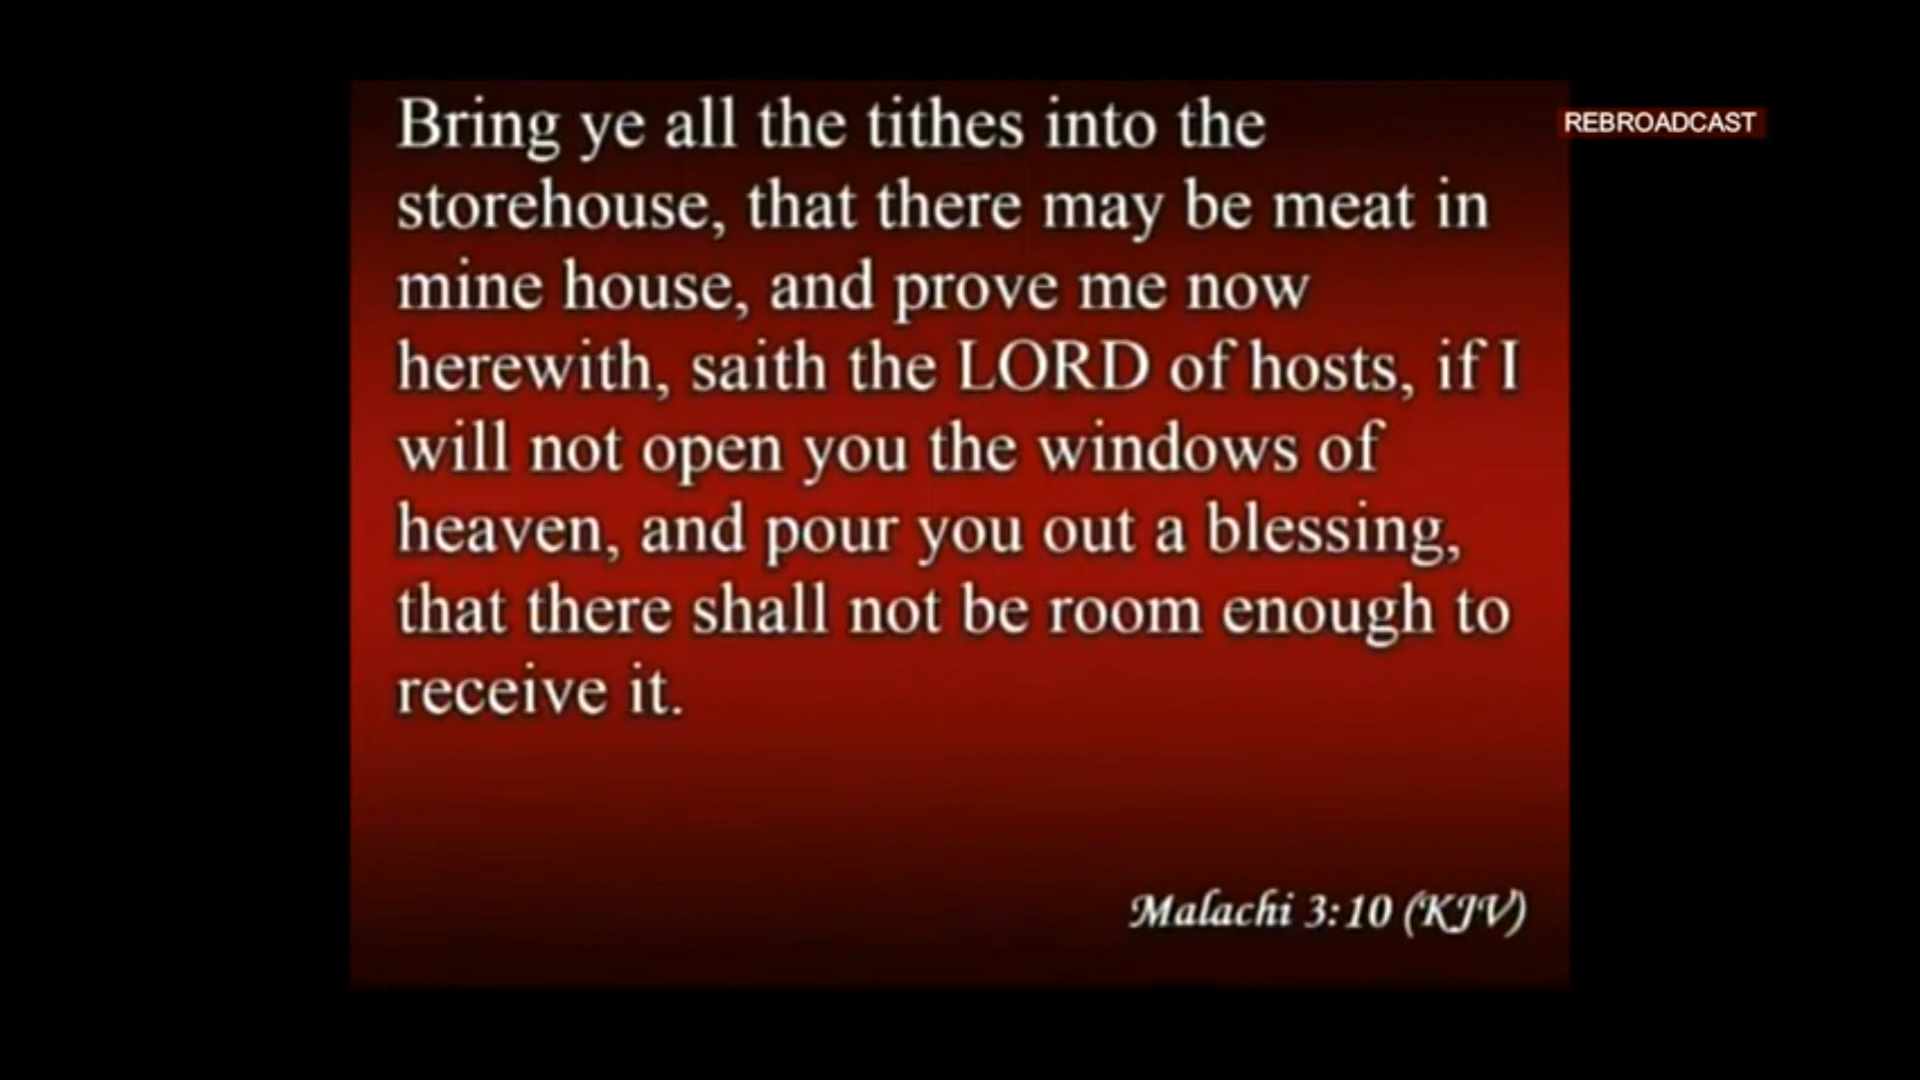 Bring ye all the tithes into the
storehouse, that there may be meat in
mine house, and prove me now
herewith, saith the LORD of hosts, if I
will not open you the windows of
heaven, and pour you out a blessing,
that there shall not be room enough to
receive it.
Malachi 3:10 (KJV)
REBROADCAST